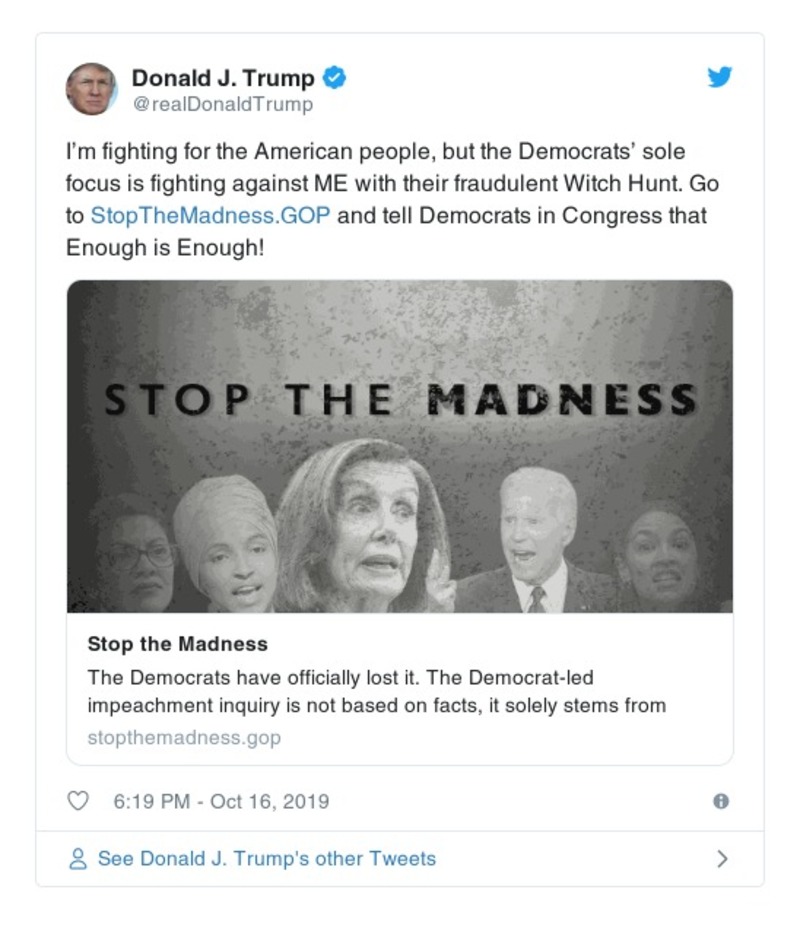 Donald J. Trump
@realDonaldTrump
I’m fighting for the American people, but the Democrats’ sole
focus is fighting against ME with their fraudulent Witch Hunt. Go
to StopTheMadness.GOP and tell Democrats in Congress that
Enough is Enough!
STOP THE MADNESS
Stop the Madness
The Democrats have officially lost it. The Democrat-led
impeachment inquiry is not based on facts, it solely stems from
stopthemadness.gop
6:19 PM - Oct 16, 2019
See Donald J. Trump's other Tweets